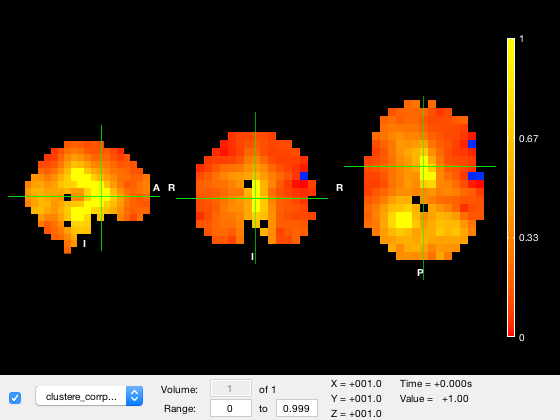 1
0.67
A R
R
I
0.33
I
P
0
clustere_corp...
Volume: 1 of 1
Range: 0 to 0.999
X = +001.0 Time = +0.000s
Y = +001.0 Value = +1.00
Z = +001.0